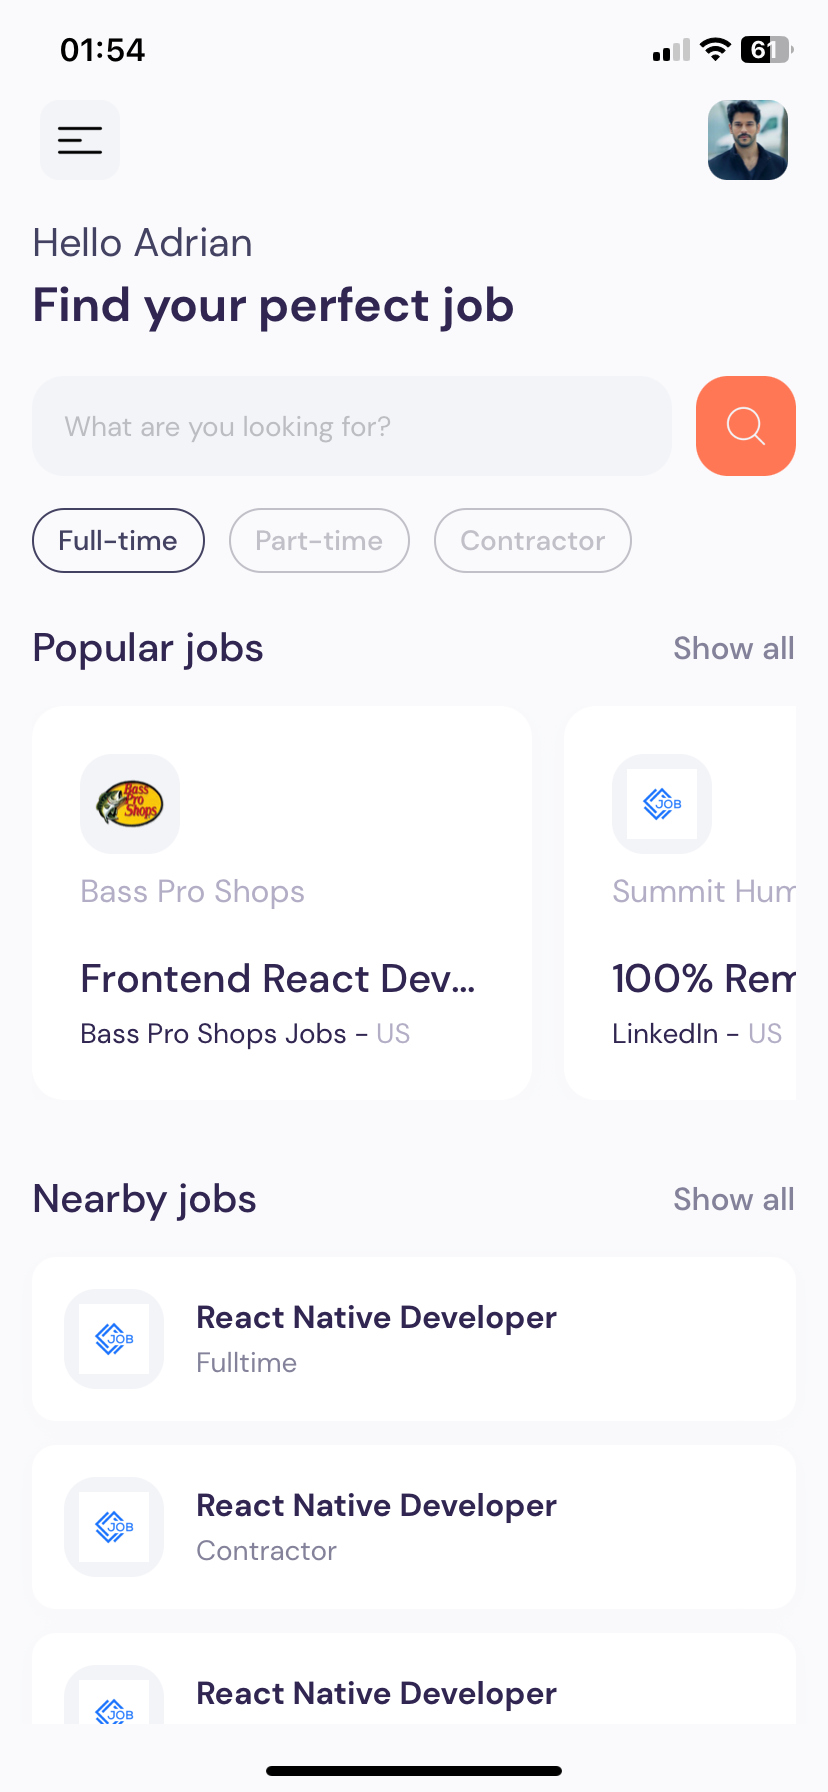 01:54
61
Hello Adrian
Find your perfect job
What are you looking for?
Full-time Part-time Contractor
Popular jobs Show all
Bass Pro Shops
JOB
Bass Pro Shops
Summit Hum
Frontend React Dev...
100% Rem
Bass Pro Shops Jobs - US
LinkedIn - US
Nearby jobs Show all
JOB
React Native Developer
Fulltime
JOB
React Native Developer
Contractor
JOB
React Native Developer